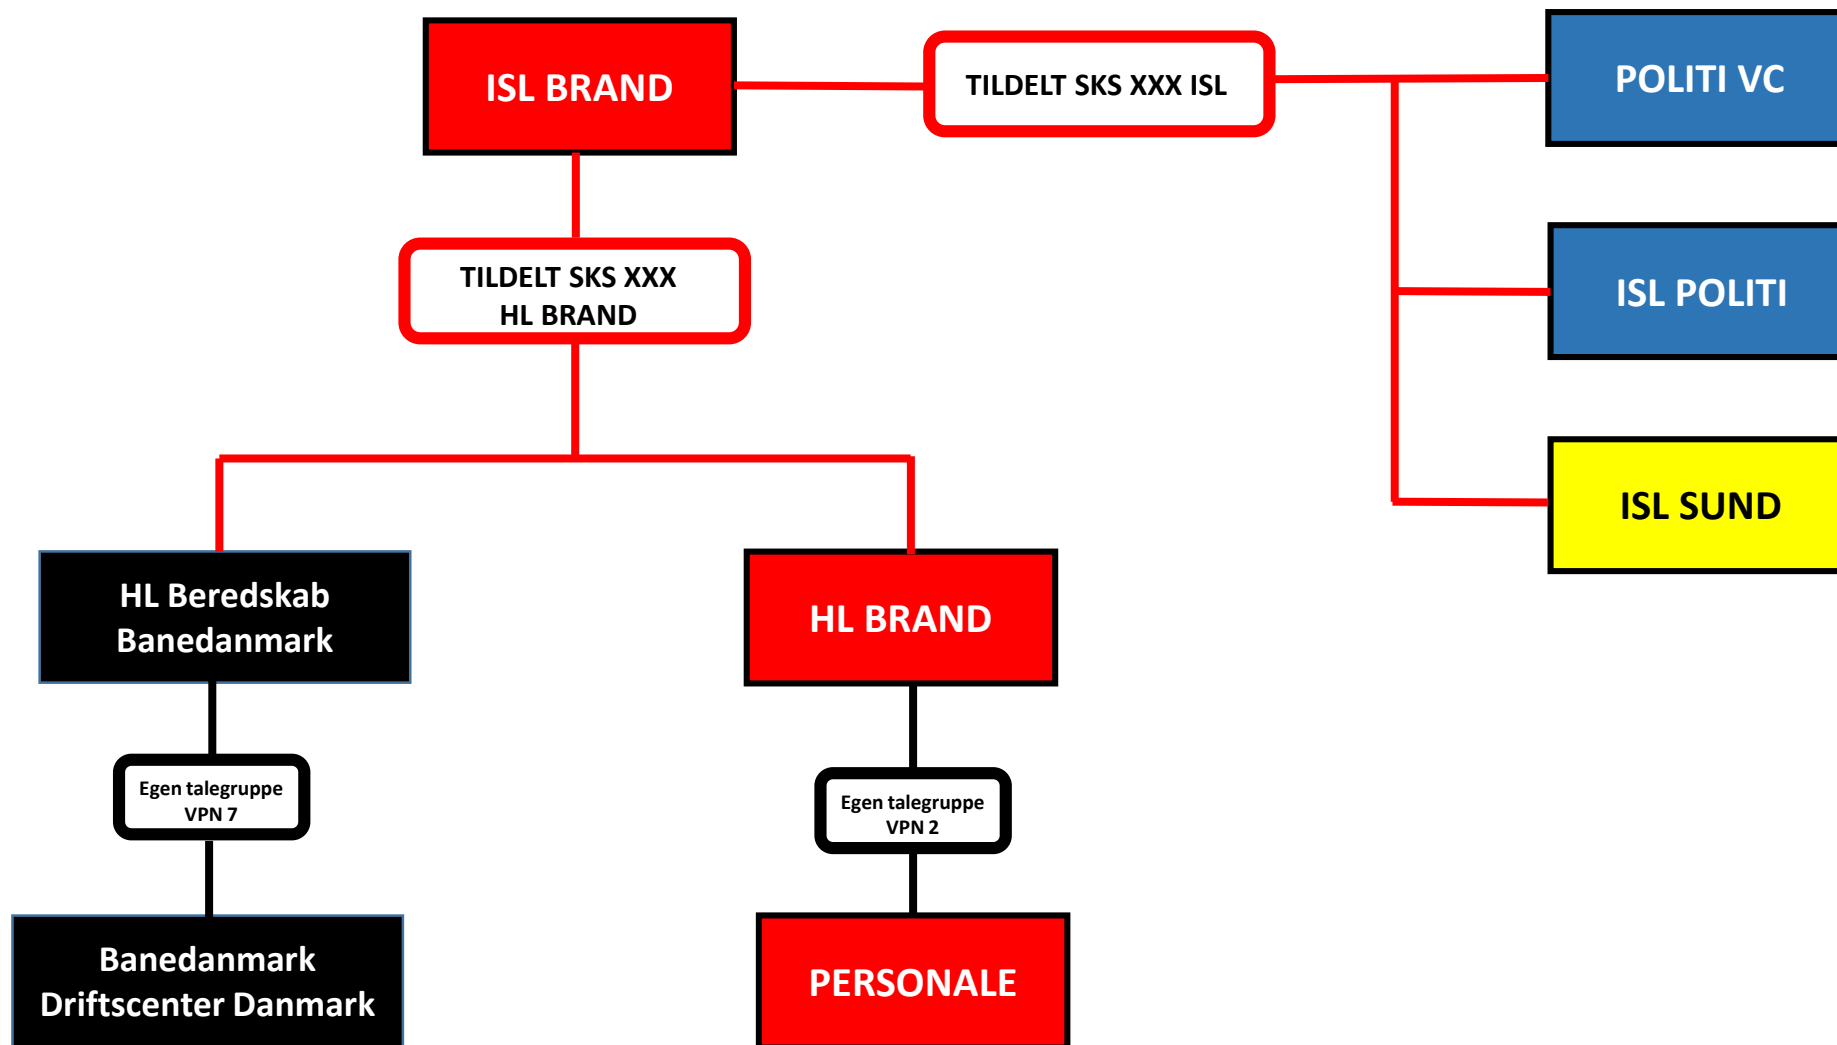 ISL BRAND
TILDELT SKS XXX ISL
POLITI VC
TILDELT SKS XXX
HL BRAND
ISL POLITI
ISL SUND
HL Beredskab
Banedanmark
HL BRAND
Egen talegruppe
VPN 7
Egen talegruppe
VPN 2
Banedanmark
Driftscenter Danmark
PERSONALE